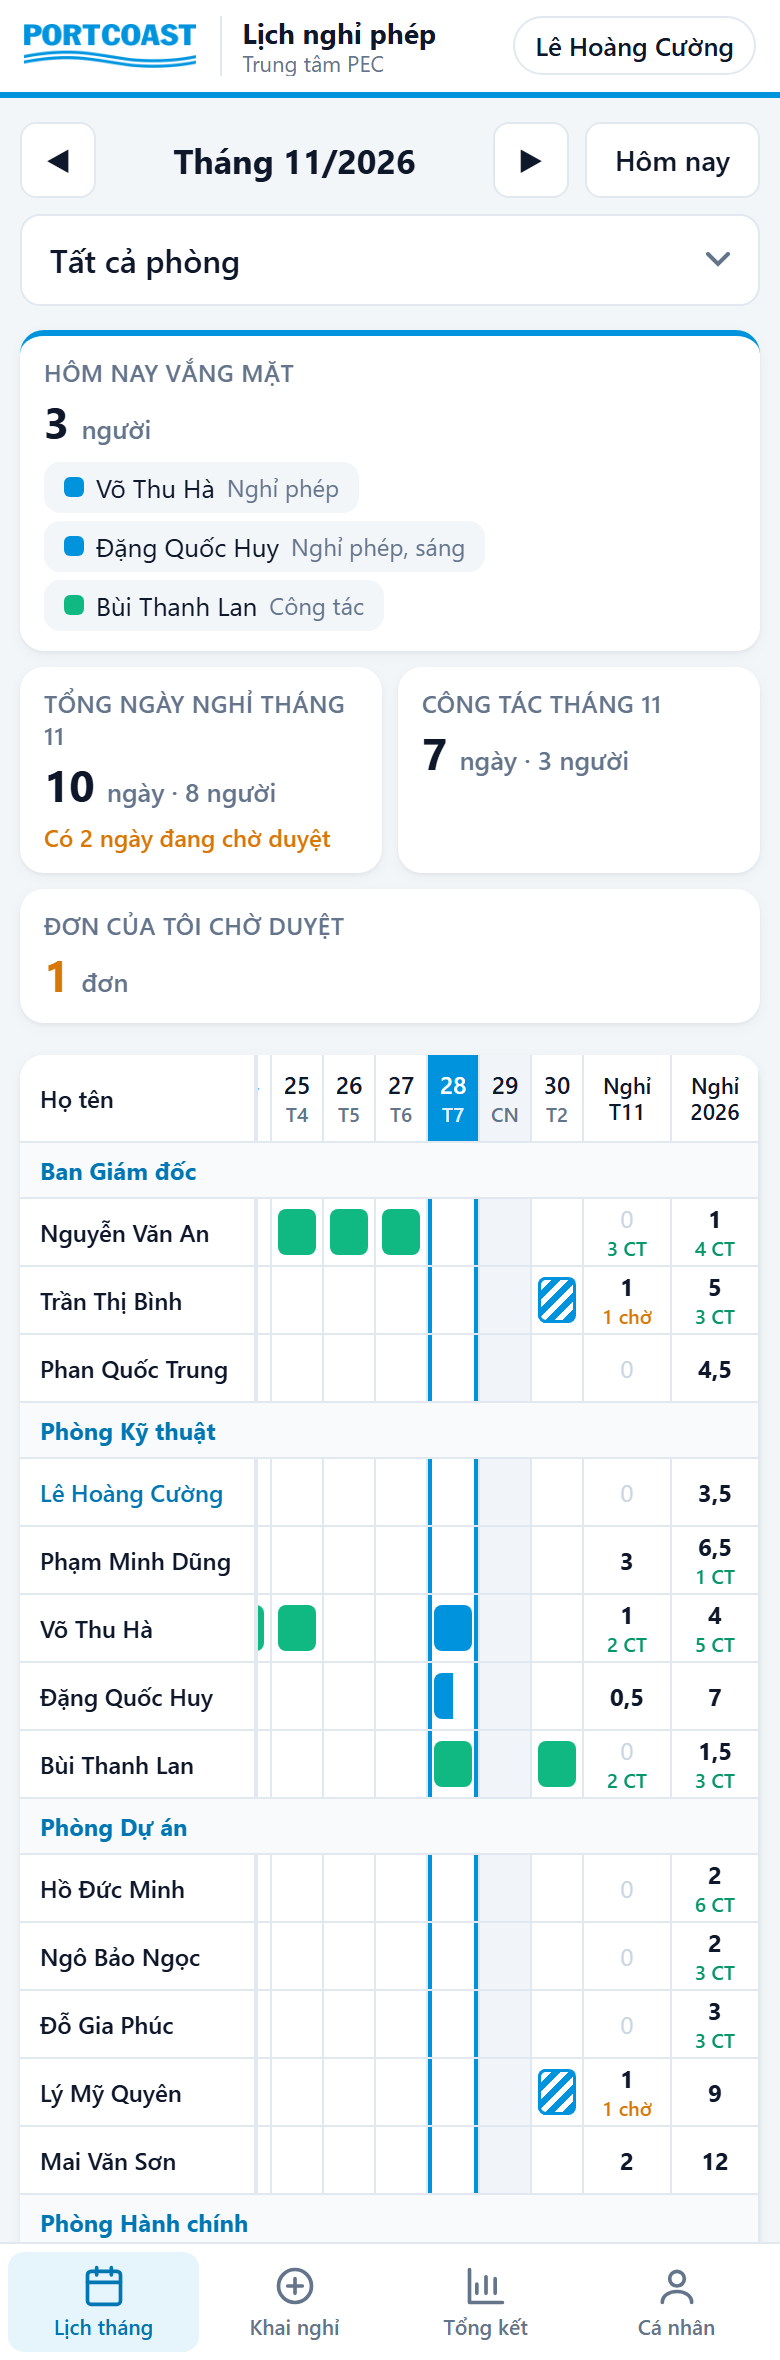 PORTCOAST
Lịch nghỉ phép
Trung tâm PEC
Lê Hoàng Cường
Tháng 11/2026
Hôm nay
Tất cả phòng
HÔM NAY VẮNG MẶT
3 người
Võ Thu Hà Nghỉ phép
Đặng Quốc Huy Nghỉ phép, sáng
Bùi Thanh Lan Công tác
TỔNG NGÀY NGHỈ THÁNG
11
10 ngày · 8 người
Có 2 ngày đang chờ duyệt
CÔNG TÁC THÁNG 11
7 ngày · 3 người
ĐƠN CỦA TÔI CHỜ DUYỆT
1 đơn
Họ tên 25 26 27 28 29 30 Nghỉ Nghỉ
T4 T5 T6 T7 CN T2 T11 2026
Ban Giám đốc
Nguyễn Văn An 0 1
3 CT 4 CT
Trần Thị Bình 1 5
1 chờ 3 CT
Phan Quốc Trung 0 4,5
Phòng Kỹ thuật
Lê Hoàng Cường 0 3,5
Phạm Minh Dũng 3 6,5
1 CT
Võ Thu Hà 1 4
2 CT 5 CT
Đặng Quốc Huy 0,5 7
Bùi Thanh Lan 0 1,5
2 CT 3 CT
Phòng Dự án
Hồ Đức Minh 0 2
6 CT
Ngô Bảo Ngọc 0 2
3 CT
Đỗ Gia Phúc 0 3
3 CT
Lý Mỹ Quyên 1 9
1 chờ
Mai Văn Sơn 2 12
Phòng Hành chính
Lịch tháng Khai nghỉ Tổng kết Cá nhân